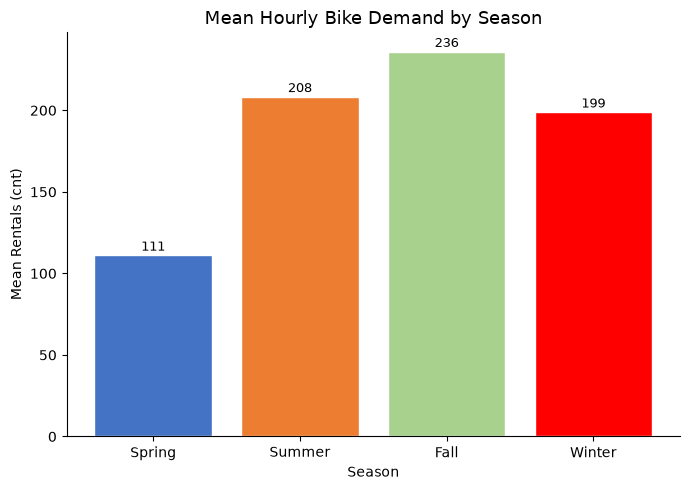 Mean Hourly Bike Demand by Season
Mean Rentals (cnt)
200
150
100
50
0
111
208
236
199
Spring
Summer
Fall
Winter
Season